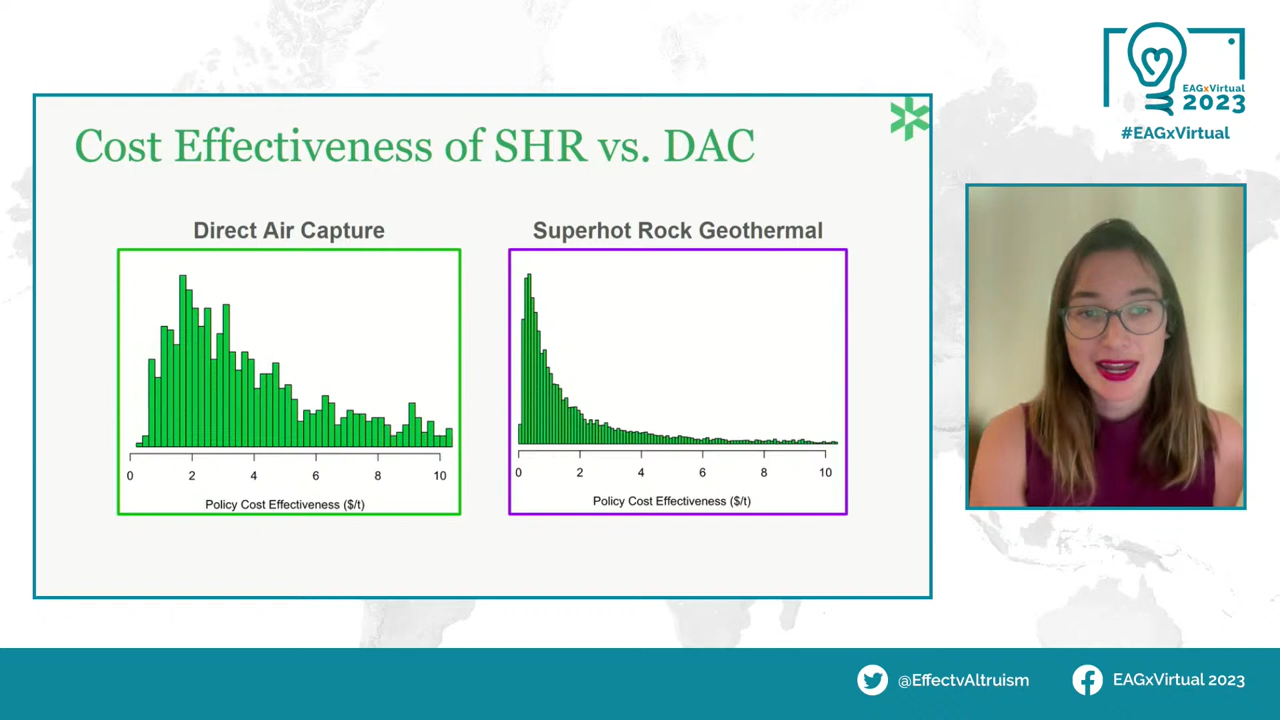 EAGxVirtual
2023
#EAGxVirtual
Cost Effectiveness of SHR vs. DAC
Direct Air Capture
0 2 4 6 8 10
Policy Cost Effectiveness ($/t)
Superhot Rock Geothermal
0 2 4 6 8 10
Policy Cost Effectiveness ($/t)
@EffectvAltruism
EAGxVirtual 2023